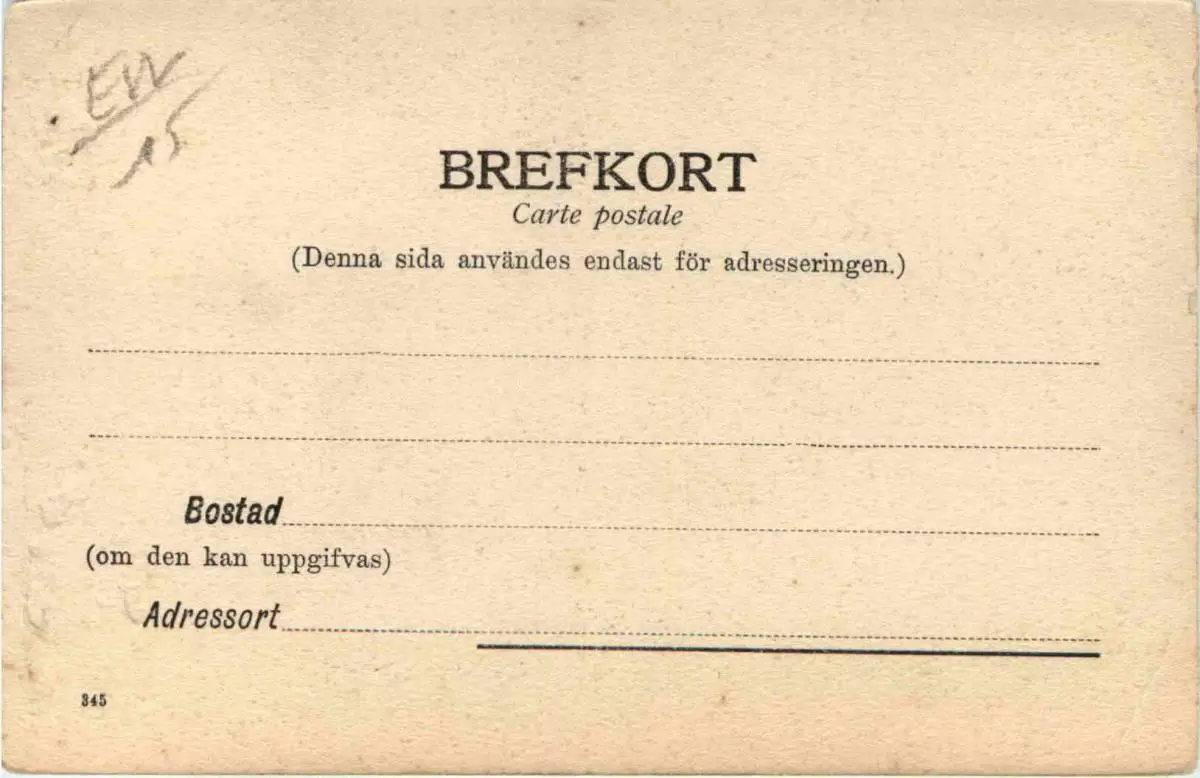 EW
15
BREFKORT
Carte postale
(Denna sida användes endast för adresseringen.)
Bostad
(om den kan uppgifvas)
Adressort
345